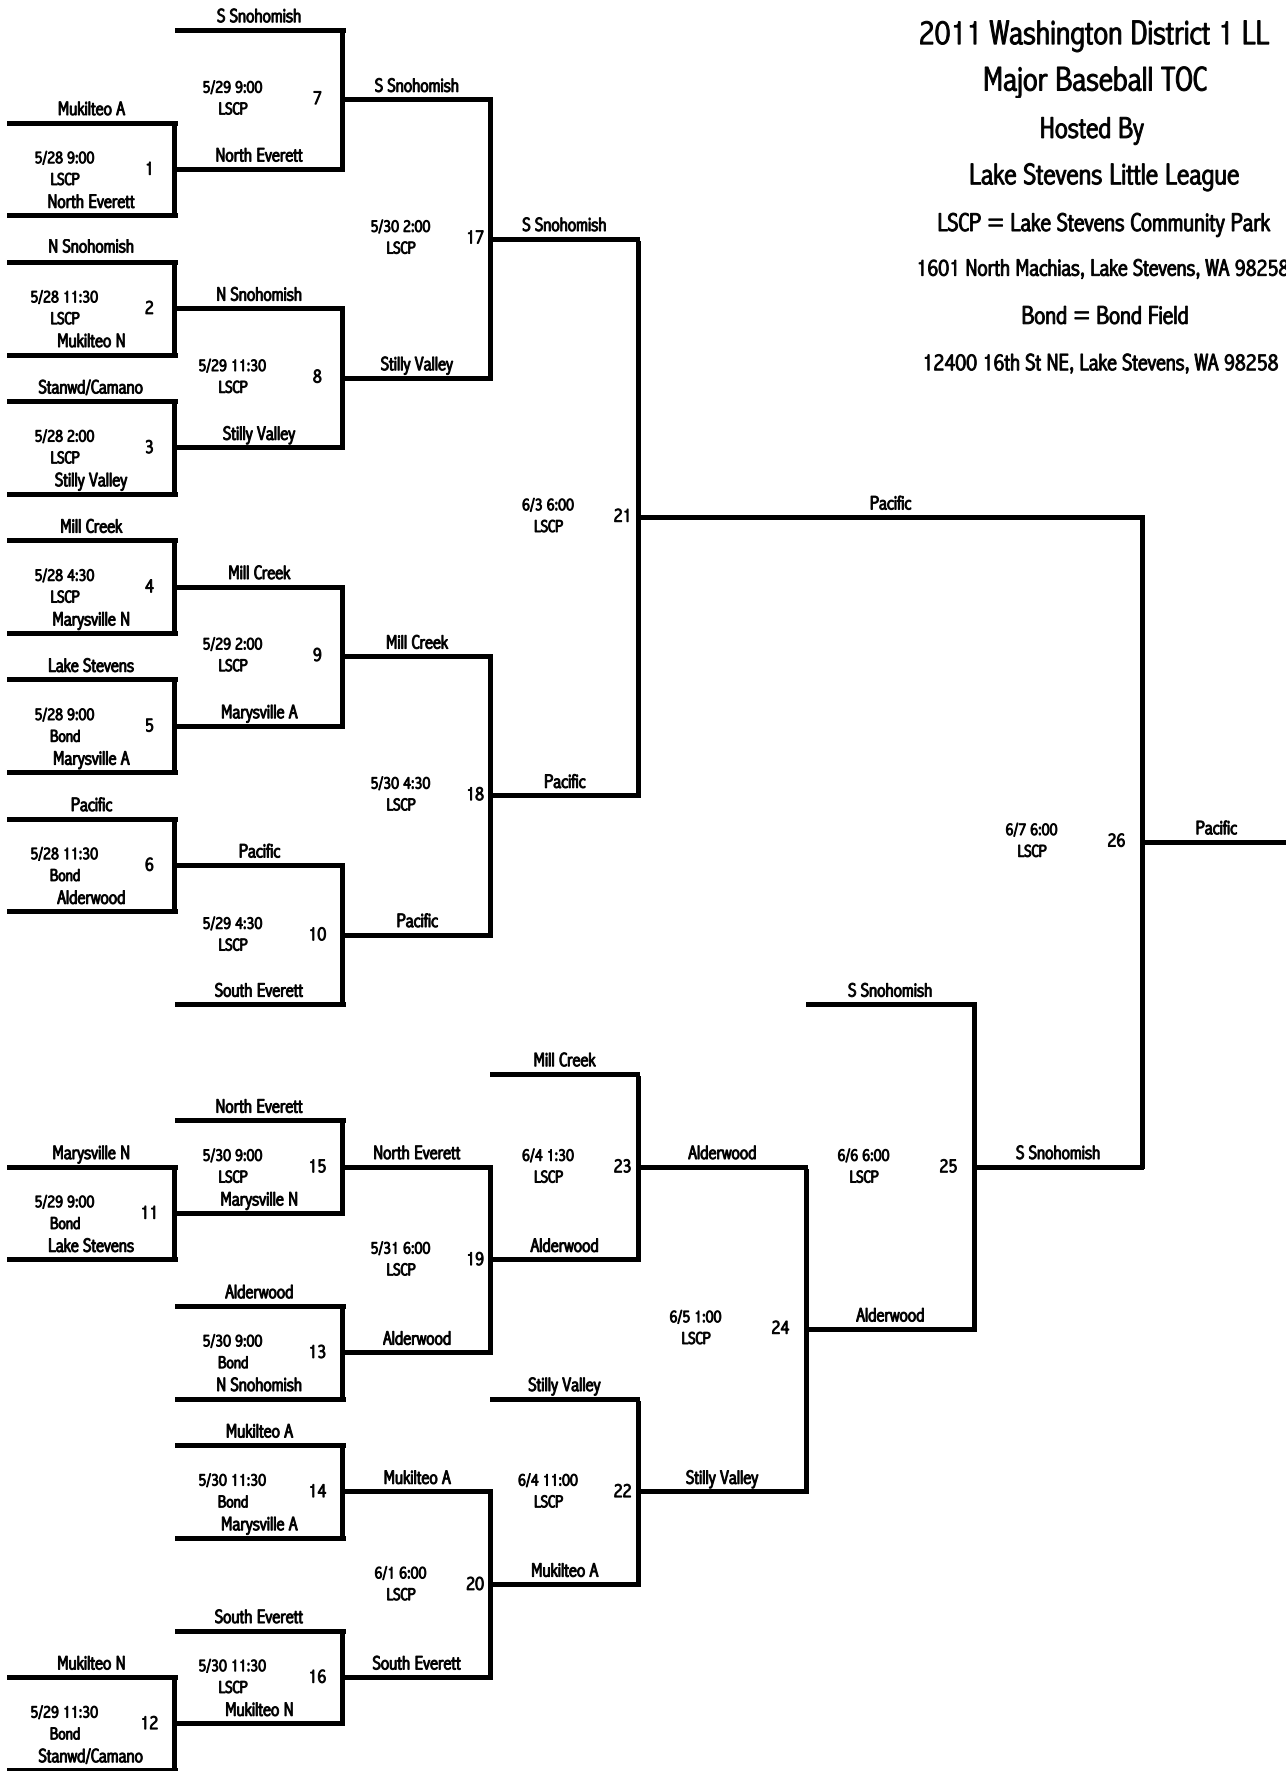 2011 Washington District 1 LL
Major Baseball TOC
Hosted By
Lake Stevens Little League
LSCP = Lake Stevens Community Park
1601 North Machias, Lake Stevens, WA 98258
Bond = Bond Field
12400 16th St NE, Lake Stevens, WA 98258
S Snohomish
5/29 9:00
LSCP
7
North Everett
S Snohomish
Mukilteo A
5/28 9:00
LSCP
1
North Everett
N Snohomish
5/28 11:30
LSCP
2
Mukilteo N
N Snohomish
5/29 11:30
LSCP
8
Stilly Valley
Stilly Valley
Stanwd/Camano
5/28 2:00
LSCP
3
Stilly Valley
5/30 2:00
LSCP
17
S Snohomish
Mill Creek
5/28 4:30
LSCP
4
Marysville N
Mill Creek
5/29 2:00
LSCP
9
Marysville A
Mill Creek
Lake Stevens
5/28 9:00
Bond
5
Marysville A
Pacific
5/28 11:30
Bond
6
Alderwood
Pacific
5/29 4:30
LSCP
10
South Everett
Pacific
5/30 4:30
LSCP
18
Pacific
6/3 6:00
LSCP
21
Pacific
6/7 6:00
LSCP
26
Pacific
S Snohomish
6/6 6:00
LSCP
25
S Snohomish
Alderwood
Mill Creek
6/4 1:30
LSCP
23
Alderwood
Alderwood
North Everett
5/30 9:00
LSCP
15
Marysville N
North Everett
Marysville N
5/29 9:00
Bond
11
Lake Stevens
5/31 6:00
LSCP
19
Alderwood
5/30 9:00
Bond
13
N Snohomish
Alderwood
6/5 1:00
LSCP
24
Stilly Valley
6/4 11:00
LSCP
22
Mukilteo A
Stilly Valley
Mukilteo A
5/30 11:30
Bond
14
Marysville A
Mukilteo A
6/1 6:00
LSCP
20
South Everett
5/30 11:30
LSCP
16
Mukilteo N
South Everett
Mukilteo N
5/29 11:30
Bond
12
Stanwd/Camano